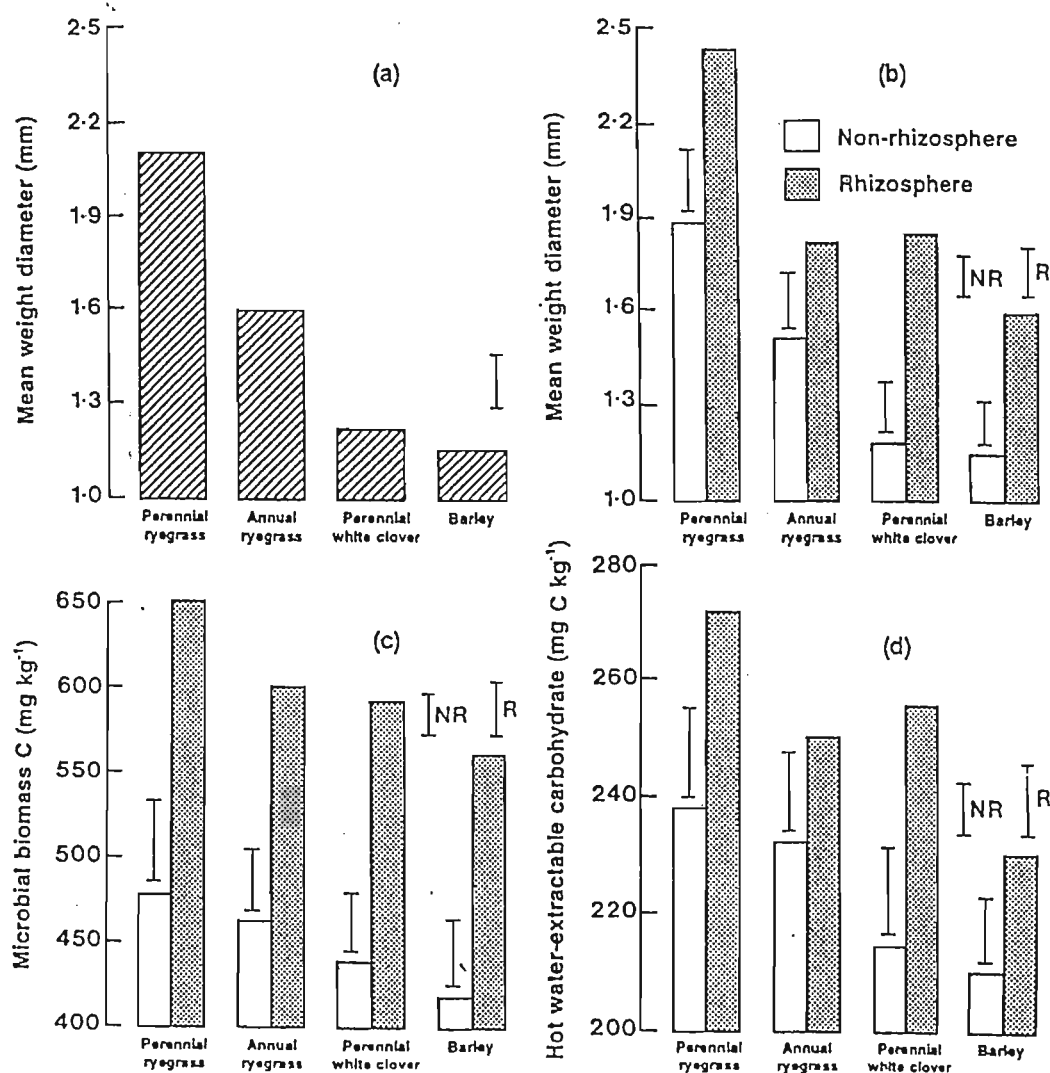 (a)
Mean weight diameter (mm)
2·5
2·2
1·9
1·6
1·3
1·0
Perennial ryegrass
Annual ryegrass
Perennial white clover
Barley
(b)
Mean weight diameter (mm)
2·5
2·2
1·9
1·6
1·3
1·0
Non-rhizosphere
Rhizosphere
NR
R
Perennial ryegrass
Annual ryegrass
Perennial white clover
Barley
(c)
Microbial biomass C (mg kg⁻¹)
650
600
550
500
450
400
NR
R
Perennial ryegrass
Annual ryegrass
Perennial white clover
Barley
(d)
Hot water-extractable carbohydrate (mg C kg⁻¹)
280
260
240
220
200
NR
R
Perennial ryegrass
Annual ryegrass
Perennial white clover
Barley